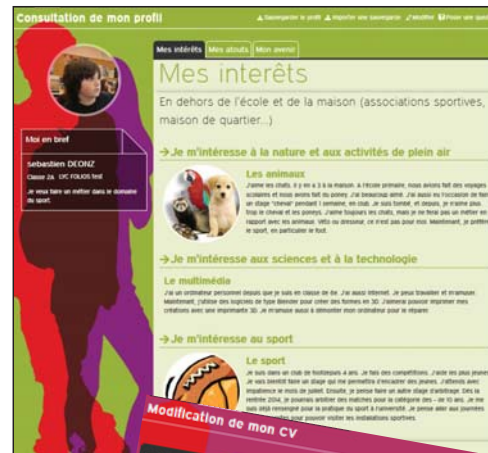 Consultation de mon profil
Sauvegarder le profil Importer une sauvegarde Modifier Poser une
Mes intérêts Mes atouts Mon avenir
Mes interêts
En dehors de l'école et de la maison (associations sportives,
maison de quartier...)
Moi en bref
sebastien DEONZ
Classe 2A LYC FOLIOS test
Je veux faire un métier dans le domaine
du sport.
→Je m'intéresse à la nature et aux activités de plein air
Les animaux
J'aime les chats. Il y en a 3 à la maison. A l'école primaire, nous avions fait des voyages
scolaires et nous avons fait du poney. J'ai beaucoup aimé. J'ai aussi eu l'occasion de faire
un stage "cheval" pendant 1 semaine, en club. Je suis tombé, et depuis, je n'aime plus
trop le cheval et les poneys. J'aime toujours les chats, mais je ne ferai pas un métier en
rapport avec les animaux. Véto ou dresseur, ce n'est pas pour moi. Maintenant, je préfère
le sport, en particulier le foot.
→Je m'intéresse aux sciences et à la technologie
Le multimédia
J'ai un ordinateur personnel depuis que je suis en classe de 6e. J'ai aussi internet. Je peux travailler et m'amuser.
Maintenant, j'utilise des logiciels de type Blender pour créer des formes en 3D. J'aimerai pouvoir imprimer mes
créations avec une imprimante 3D. Je m'amuse aussi à démonter mon ordinateur pour le réparer.
→Je m'intéresse au sport
Le sport
Je suis dans un club de foot depuis 4 ans. Je fais des compétitions. J'aide les plus jeunes.
Je vais bientôt faire un stage qui me permettra d'encadrer des jeunes. J'attends avec
impatience le mois de juillet. Ensuite, je pense faire un autre stage d'arbitrage. Dès la
rentrée 2014, je pourrais arbitrer des matches pour la catégorie des - de 10 ans. Je me
suis déjà renseigné pour la pratique du sport à l'université. Je pense aller aux journées
pour pouvoir visiter les installations sportives.
Modification de mon CV